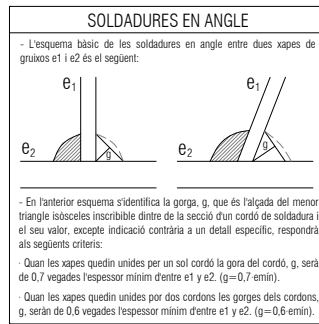 SOLDADURES EN ANGLE
- L'esquema bàsic de les soldadures en angle entre dues xapes de
gruixos e1 i e2 és el següent:
e1
e1
e2
g
e2
g
- En l'anterior esquema s'identifica la gorga, g, que és l'alçada del menor
triangle isòsceles inscribible dintre de la secció d'un cordó de soldadura i
el seu valor, excepte indicació contrària a un detall específic, respondrà
als següents criteris:
· Quan les xapes quedin unides per un sol cordó la gora del cordó, g, serà
de 0,7 vegades l'espessor mínim d'entre e1 y e2. (g=0,7·emín).
· Quan les xapes quedin unides por dos cordons les gorges dels cordons,
g, seràn de 0,6 vegades l'espessor mínim d'entre e1 y e2. (g=0,6·emín).